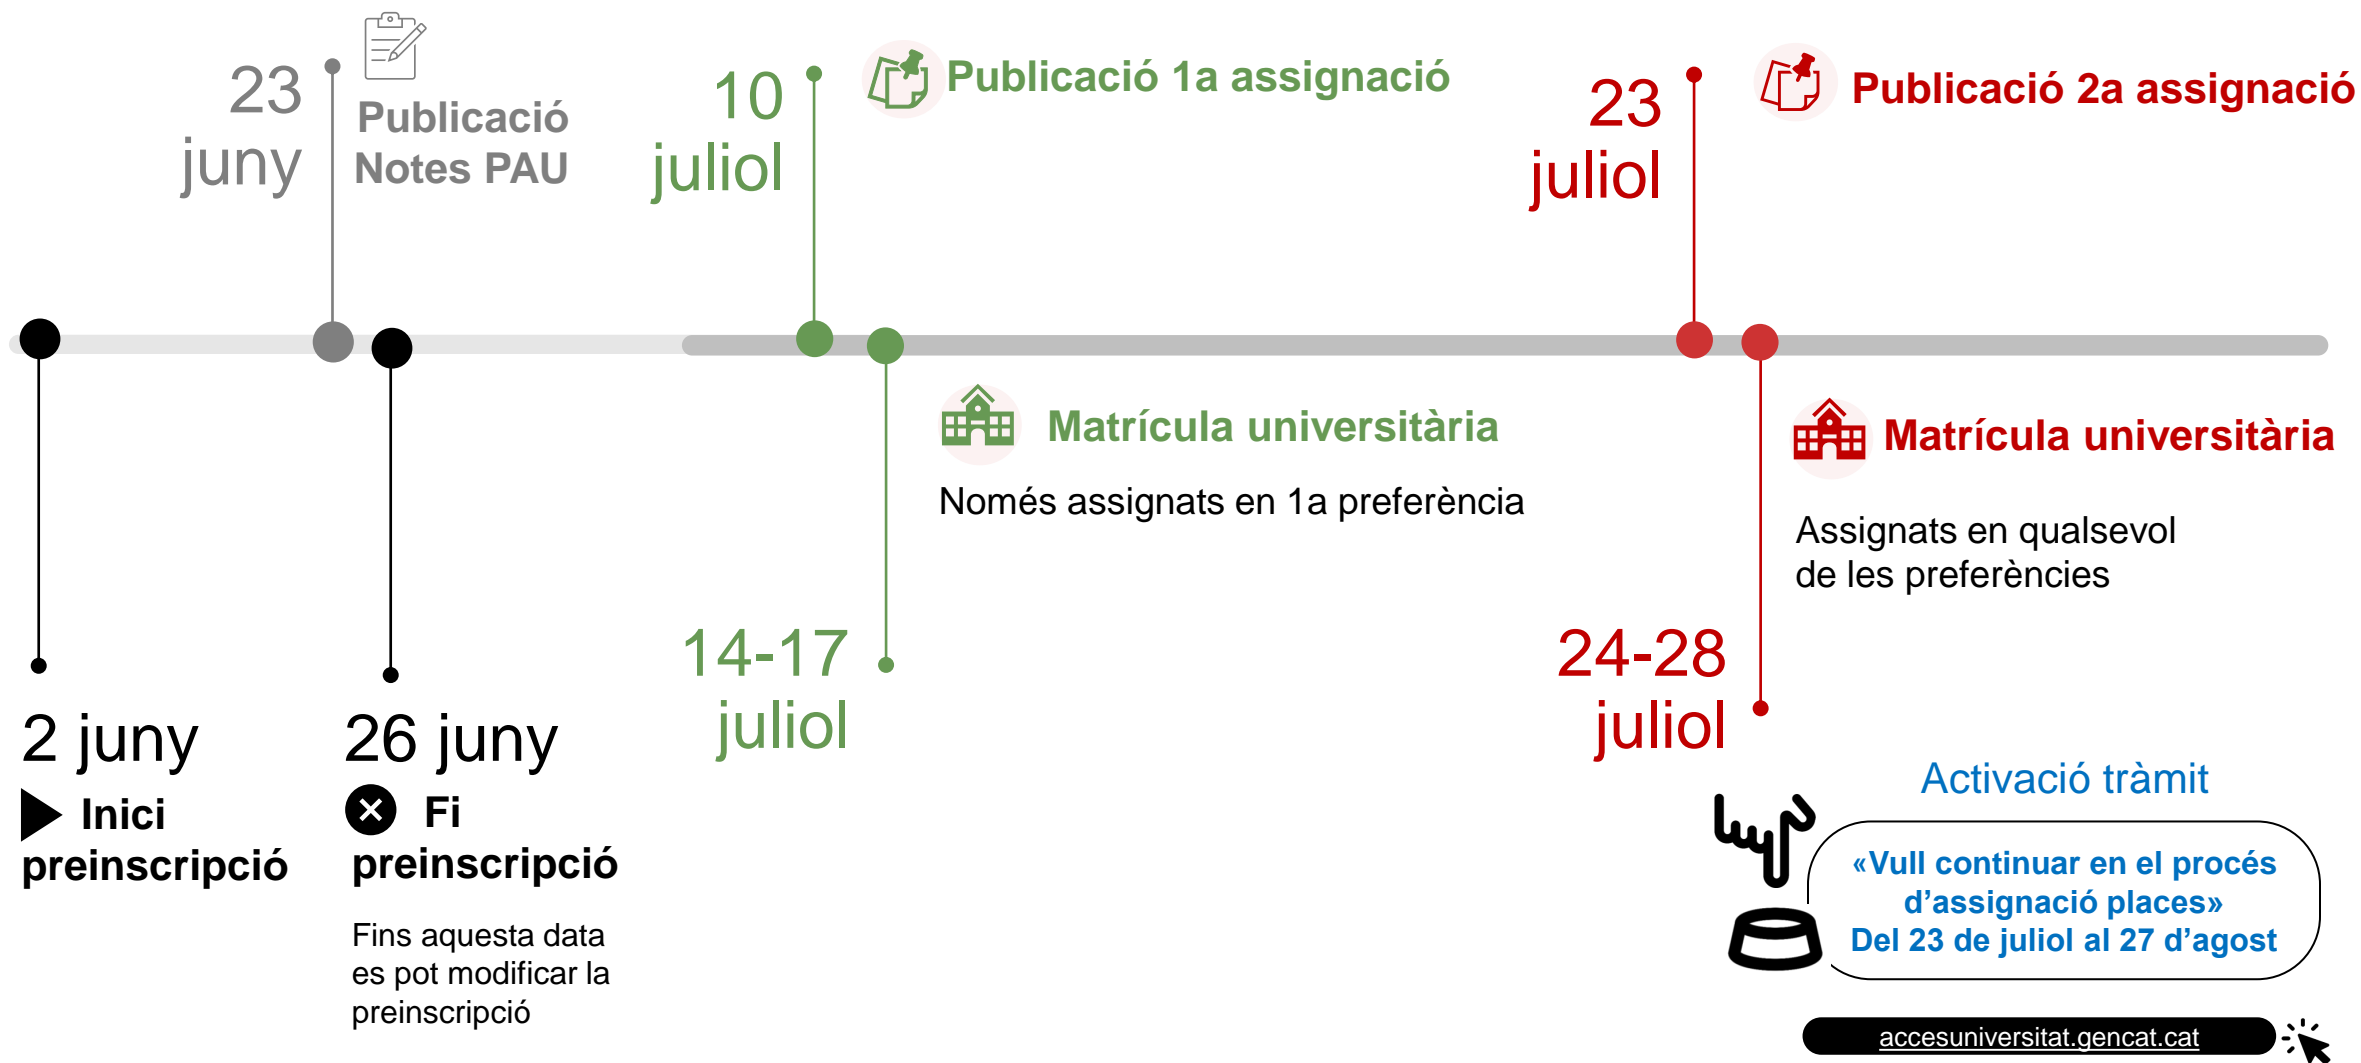 23
juny
Publicació
Notes PAU
10
juliol
Publicació 1a assignació
23
juliol
Publicació 2a assignació
Matrícula universitària
Només assignats en 1a preferència
14-17
juliol
Matrícula universitària
Assignats en qualsevol
de les preferències
24-28
juliol
2 juny
Inici
preinscripció
26 juny
Fi
preinscripció
Fins aquesta data
es pot modificar la
preinscripció
Activació tràmit
«Vull continuar en el procés
d’assignació places»
Del 23 de juliol al 27 d’agost
accesuniversitat.gencat.cat